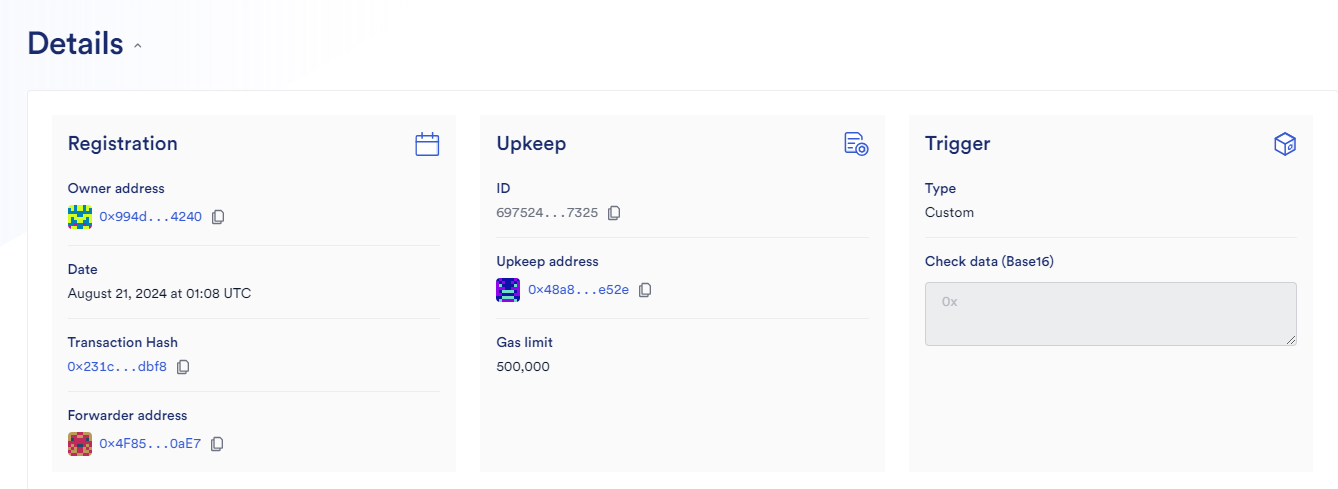 Details
Registration
Owner address
0x994d...4240
Date
August 21, 2024 at 01:08 UTC
Transaction Hash
0x231c...dbf8
Forwarder address
0x4F85...0aE7
Upkeep
ID
697524...7325
Upkeep address
0x48a8...e52e
Gas limit
500,000
Trigger
Type
Custom
Check data (Base16)
0x